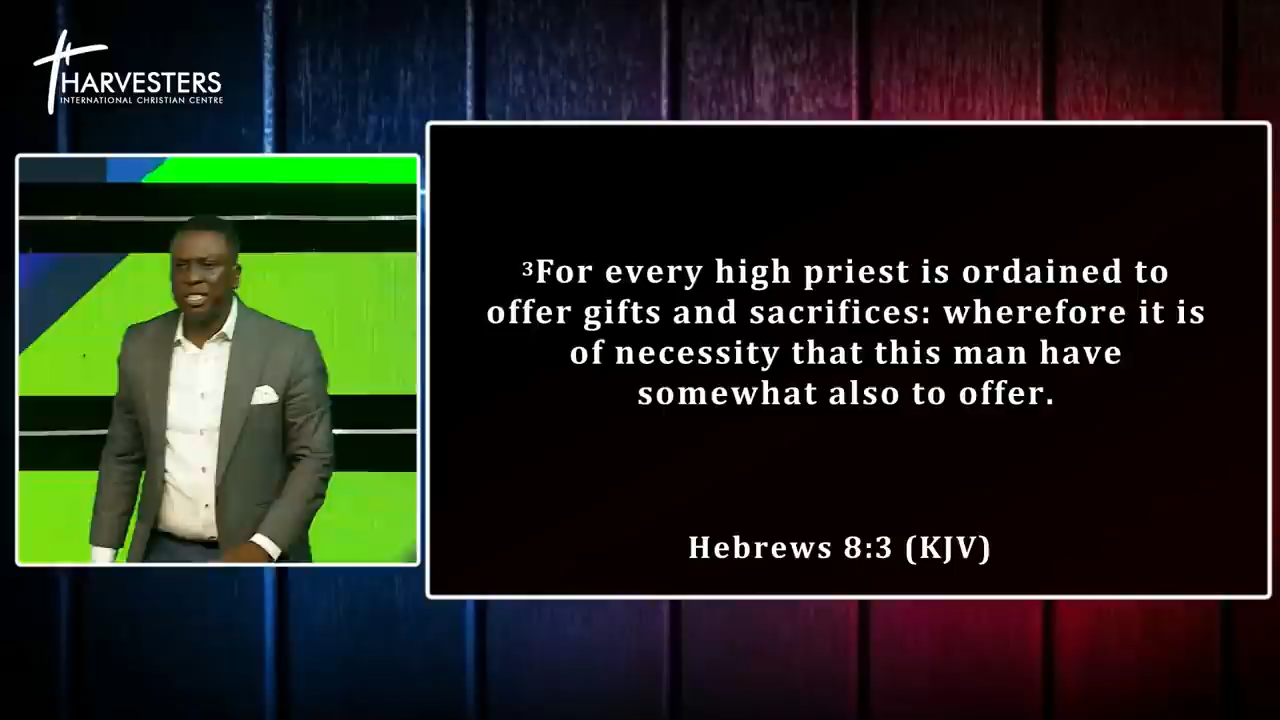 HARVESTERS
INTERNATIONAL CHRISTIAN CENTRE
³For every high priest is ordained to
offer gifts and sacrifices: wherefore it is
of necessity that this man have
somewhat also to offer.
Hebrews 8:3 (KJV)